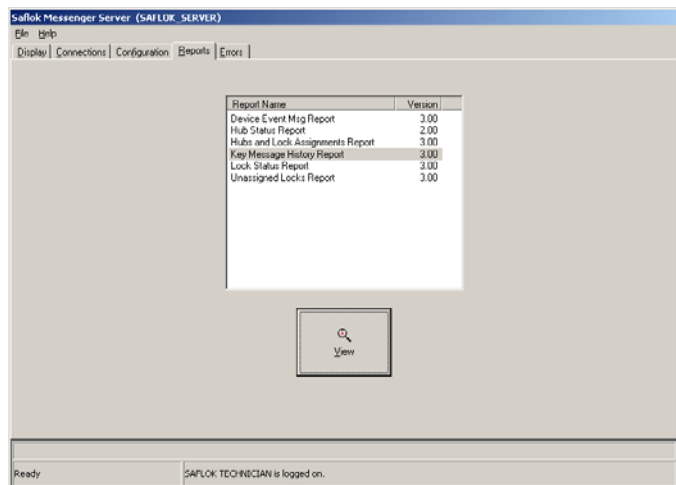 Saflok Messenger Server (SAFLOK_SERVER)
File Help
Display Connections Configuration Reports Errors
Report Name Version
Device Event Msg Report 3.00
Hub Status Report 2.00
Hubs and Lock Assignments Report 3.00
Key Message History Report 3.00
Lock Status Report 3.00
Unassigned Locks Report 3.00
View
Ready SAFLOK TECHNICIAN is logged on.